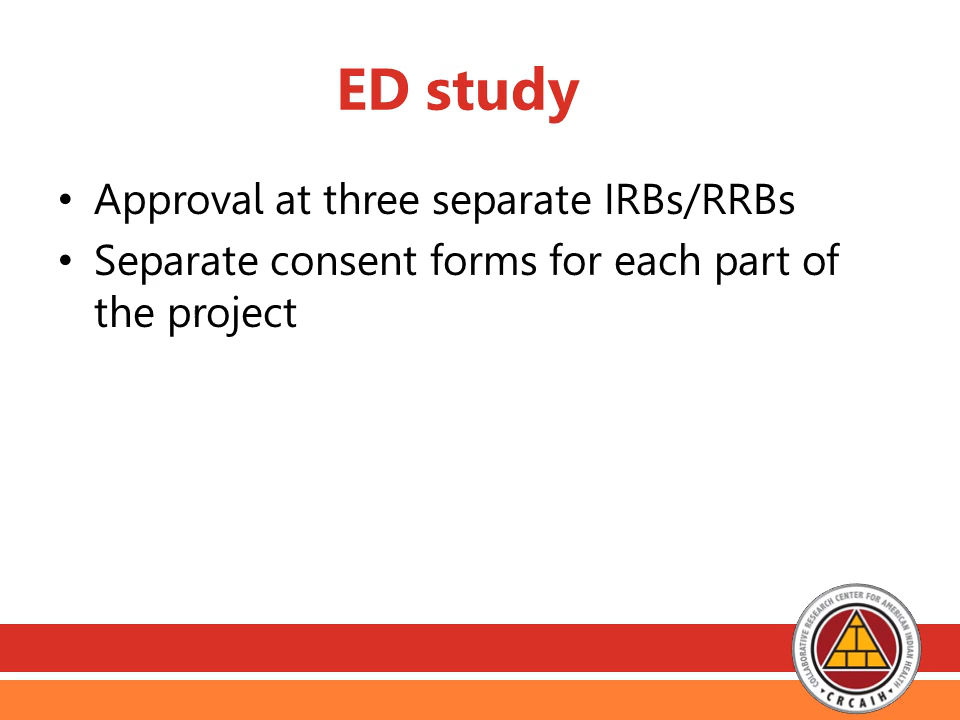 ED study
• Approval at three separate IRBs/RRBs
• Separate consent forms for each part of
the project
COLLABORATIVE RESEARCH CENTER FOR AMERICAN INDIAN HEALTH
• CRCAIH •